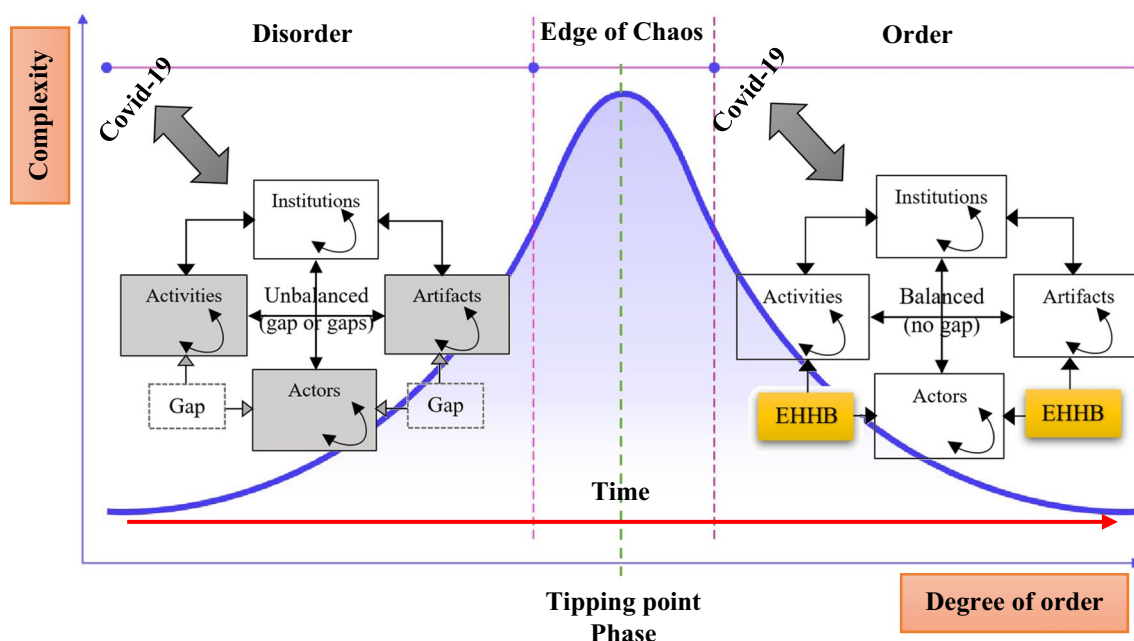 Disorder
Edge of Chaos
Order
Complexity
Covid-19
Covid-19
Institutions
Activities
Unbalanced
(gap or gaps)
Artifacts
Gap
Actors
Gap
Institutions
Activities
Balanced
(no gap)
Artifacts
EHHB
Actors
EHHB
Time
Tipping point
Phase
Degree of order